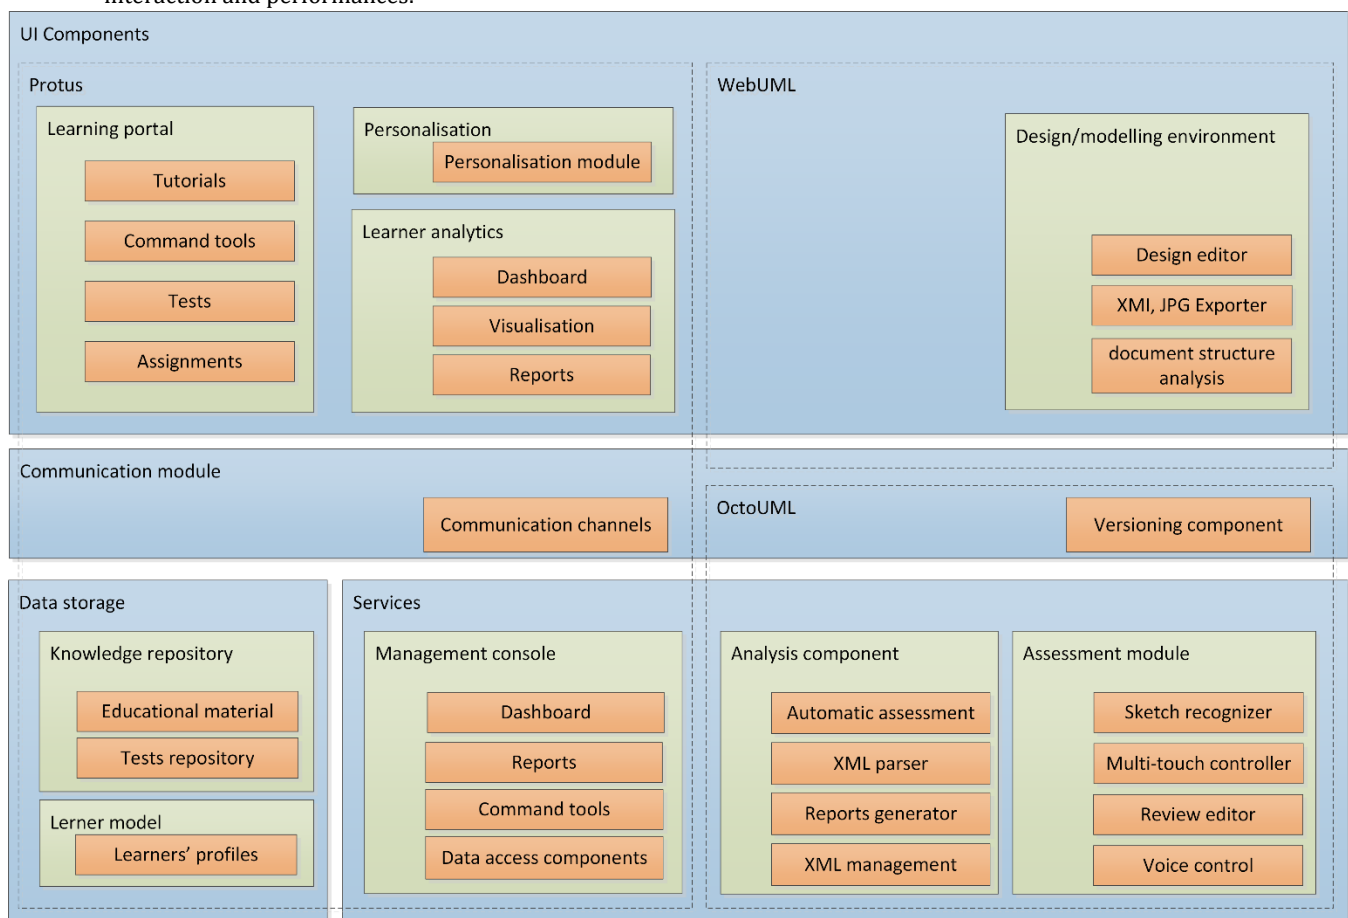 interaction and performances.
UI Components
Protus
Learning portal
Tutorials
Command tools
Tests
Assignments
Personalisation
Personalisation module
Learner analytics
Dashboard
Visualisation
Reports
WebUML
Design/modelling environment
Design editor
XMI, JPG Exporter
document structure
analysis
Communication module
Communication channels
OctoUML
Versioning component
Data storage
Knowledge repository
Educational material
Tests repository
Lerner model
Learners’ profiles
Services
Management console
Dashboard
Reports
Command tools
Data access components
Analysis component
Automatic assessment
XML parser
Reports generator
XML management
Assessment module
Sketch recognizer
Multi-touch controller
Review editor
Voice control